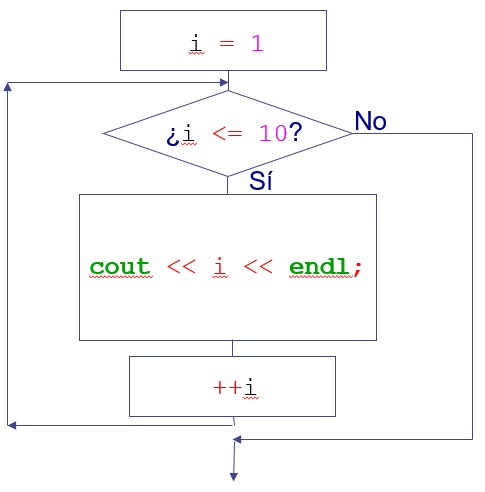 i = 1
¿i <= 10?
No
Sí
cout << i << endl;
++i